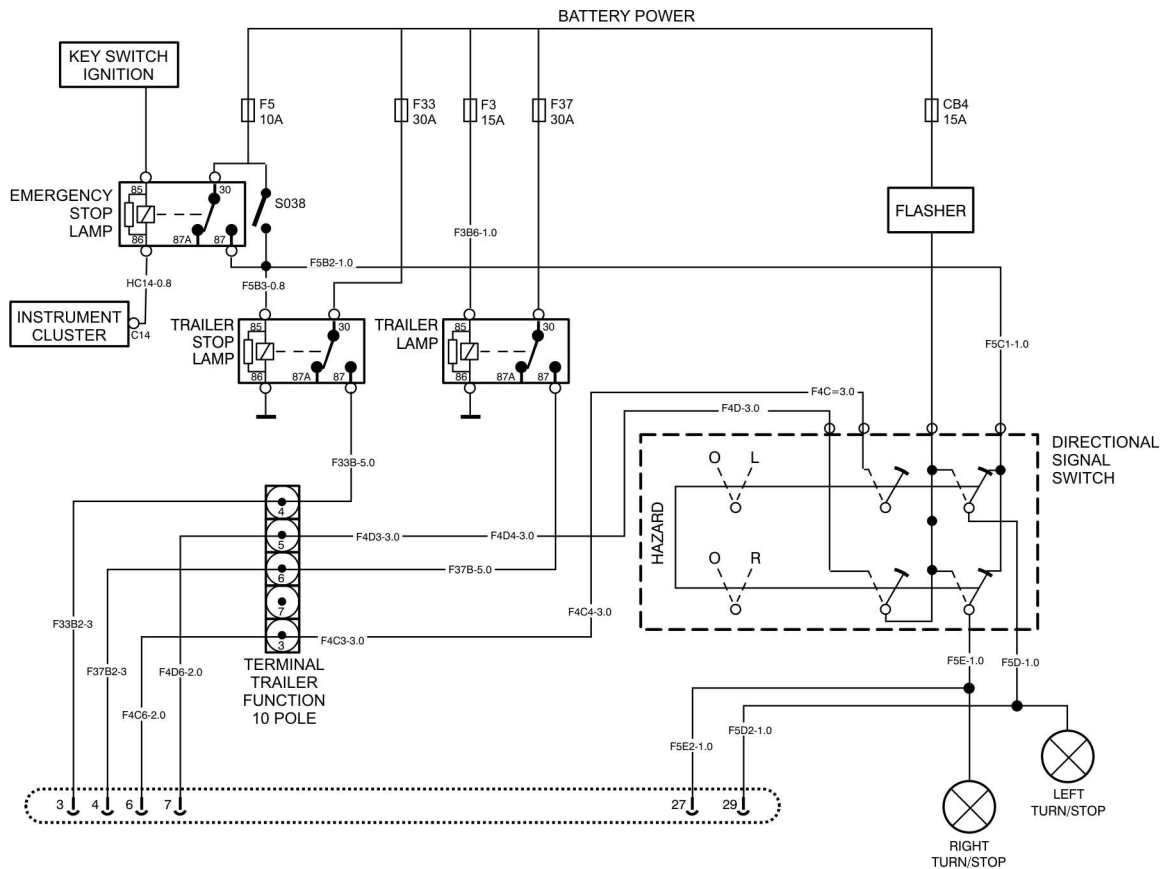 BATTERY POWER
KEY SWITCH
IGNITION
F5
10A
F33
30A
F3
15A
F37
30A
CB4
15A
EMERGENCY
STOP
LAMP
85
30
86
87A
87
S038
FLASHER
F3B6-1.0
F5B2-1.0
HC14-0.8
F5B3-0.8
INSTRUMENT
CLUSTER
C14
TRAILER
STOP
LAMP
85
30
86
87A
87
TRAILER
LAMP
85
30
86
87A
87
F5C1-1.0
F4C=3.0
F4D-3.0
DIRECTIONAL
SIGNAL
SWITCH
O
L
HAZARD
O
R
F33B-5.0
4
5
6
7
3
F4D3-3.0
F4D4-3.0
F37B-5.0
F4C4-3.0
F4C3-3.0
TERMINAL
TRAILER
FUNCTION
10 POLE
F33B2-3
F37B2-3
F4D6-2.0
F4C6-2.0
F5E-1.0
F5D-1.0
F5E2-1.0
F5D2-1.0
3
4
6
7
27
29
LEFT
TURN/STOP
RIGHT
TURN/STOP